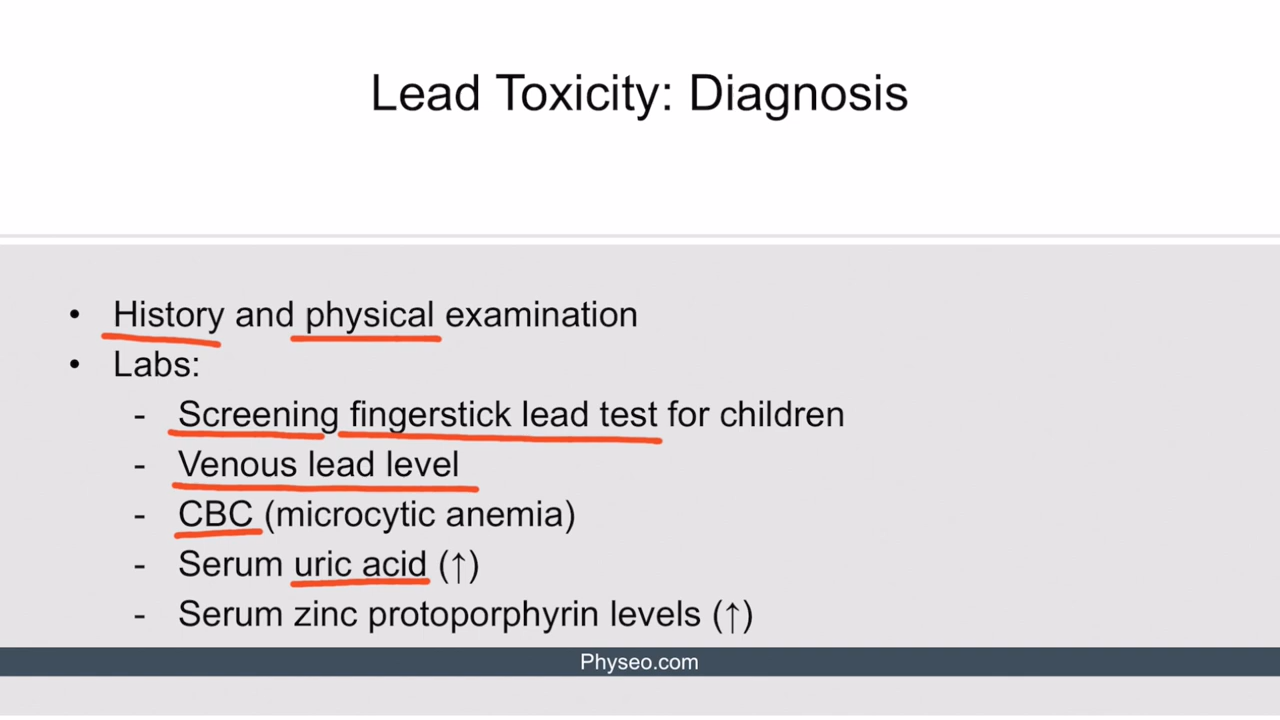 Lead Toxicity: Diagnosis
• History and physical examination
• Labs:
- Screening fingerstick lead test for children
- Venous lead level
- CBC (microcytic anemia)
- Serum uric acid (↑)
- Serum zinc protoporphyrin levels (↑)
Physeo.com